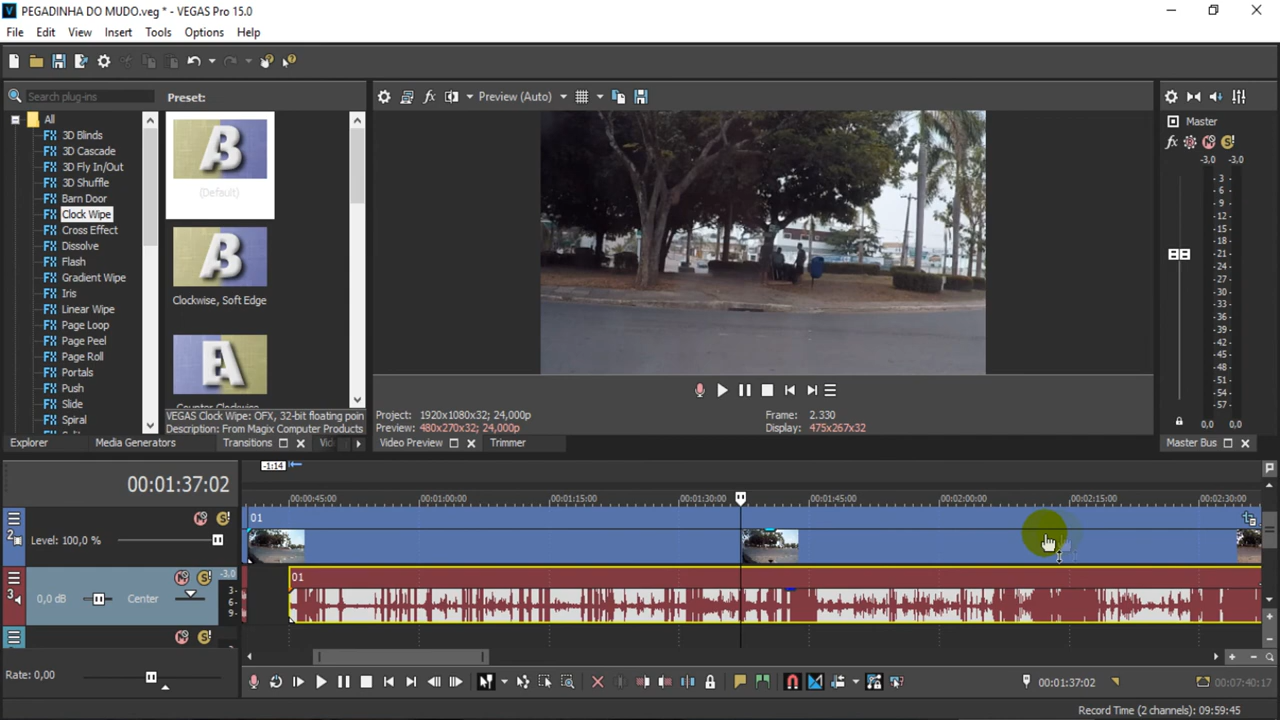 PEGADINHA DO MUDO.veg * - VEGAS Pro 15.0
File Edit View Insert Tools Options Help
Search plug-ins
Preset:
All
3D Blinds
3D Cascade
3D Fly In/Out
3D Shuffle
Barn Door
Clock Wipe
Cross Effect
Dissolve
Flash
Gradient Wipe
Iris
Linear Wipe
Page Loop
Page Peel
Page Roll
Portals
Push
Slide
Spiral
(Default)
Clockwise, Soft Edge
Counter Clockwise
VEGAS Clock Wipe: OFX, 32-bit floating poin
Description: From Magix Computer Products
Explorer Media Generators Transitions
Preview (Auto)
Project: 1920x1080x32; 24,000p
Preview: 480x270x32; 24,000p
Frame: 2.330
Display: 475x267x32
Video Preview Trimmer
Master
-3,0 -3,0
3 -
6 -
9 -
12 -
15 -
18 -
21 -
24 -
27 -
30 -
33 -
36 -
39 -
42 -
45 -
48 -
51 -
54 -
57 -
0,0 0,0
Master Bus
-1:14
00:01:37:02
00:00:45:00 00:01:00:00 00:01:15:00 00:01:30:00 00:01:45:00 00:02:00:00 00:02:15:00 00:02:30:00
2
Level: 100,0 %
01
3
-3,0
0,0 dB Center
3-
6-
9-
01
Rate: 0,00
00:01:37:02
00:07:40:17
Record Time (2 channels): 09:59:45